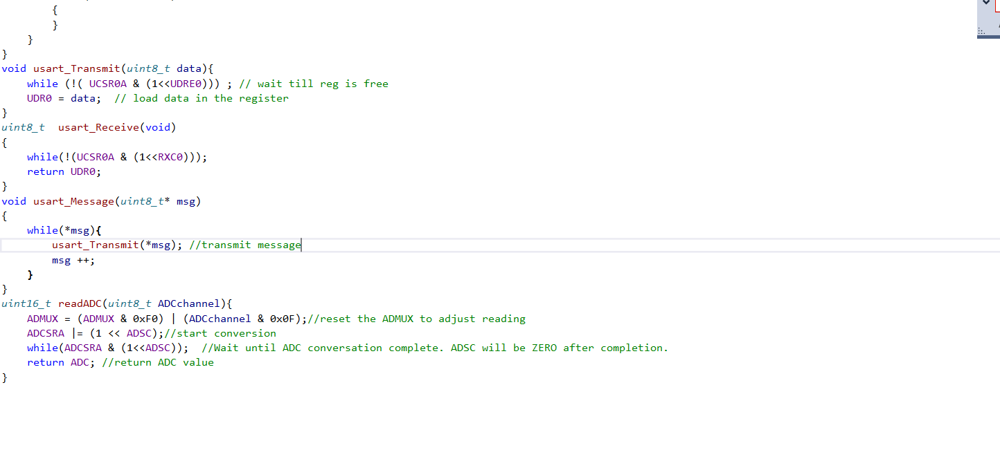 {
}
}
}
void usart_Transmit(uint8_t data){
while (!( UCSR0A & (1<<UDRE0))) ; // wait till reg is free
UDR0 = data;  // load data in the register
}
uint8_t  usart_Receive(void)
{
while(!(UCSR0A & (1<<RXC0)));
return UDR0;
}
void usart_Message(uint8_t* msg)
{
while(*msg){
usart_Transmit(*msg); //transmit message
msg ++;
}
}
uint16_t readADC(uint8_t ADCchannel){
ADMUX = (ADMUX & 0xF0) | (ADCchannel & 0x0F);//reset the ADMUX to adjust reading
ADCSRA |= (1 << ADSC);//start conversion
while(ADCSRA & (1<<ADSC));  //Wait until ADC conversation complete. ADSC will be ZERO after completion.
return ADC; //return ADC value
}